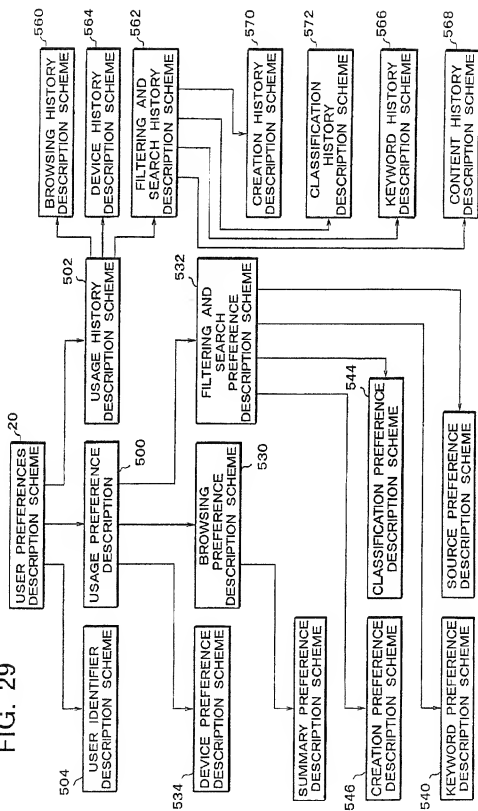 FIG. 29
20
USER PREFERENCES
DESCRIPTION SCHEME
504
USER IDENTIFIER
DESCRIPTION SCHEME
USAGE PREFERENCE
DESCRIPTION
500
502
USAGE HISTORY
DESCRIPTION SCHEME
BROWSING HISTORY
DESCRIPTION SCHEME
560
DEVICE HISTORY
DESCRIPTION SCHEME
564
FILTERING AND
SEARCH HISTORY
DESCRIPTION SCHEME
562
534
DEVICE PREFERENCE
DESCRIPTION SCHEME
BROWSING
PREFERENCE
DESCRIPTION SCHEME
530
FILTERING AND
SEARCH
PREFERENCE
DESCRIPTION SCHEME
532
CREATION HISTORY
DESCRIPTION SCHEME
570
CLASSIFICATION
HISTORY
DESCRIPTION SCHEME
572
KEYWORD HISTORY
DESCRIPTION SCHEME
566
CONTENT HISTORY
DESCRIPTION SCHEME
568
SUMMARY PREFERENCE
DESCRIPTION SCHEME
546
CREATION PREFERENCE
DESCRIPTION SCHEME
544
CLASSIFICATION PREFERENCE
DESCRIPTION SCHEME
540
KEYWORD PREFERENCE
DESCRIPTION SCHEME
SOURCE PREFERENCE
DESCRIPTION SCHEME